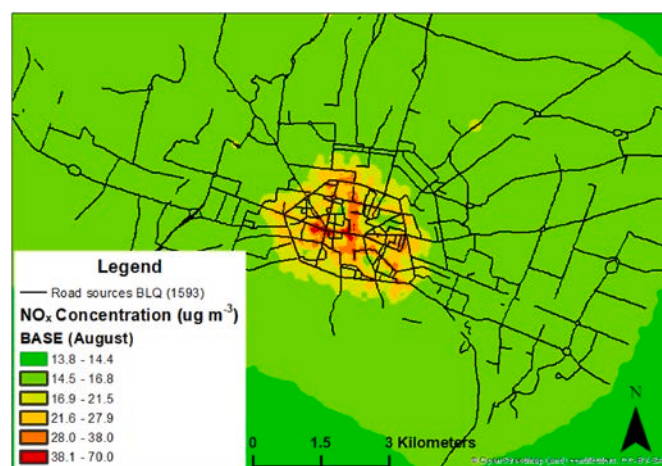 Legend
Road sources BLQ (1593)
NOx Concentration (ug m-3)
BASE (August)
13.8 - 14.4
14.5 - 16.8
16.9 - 21.5
21.6 - 27.9
28.0 - 38.0
38.1 - 70.0
0 1.5 3 Kilometers
N